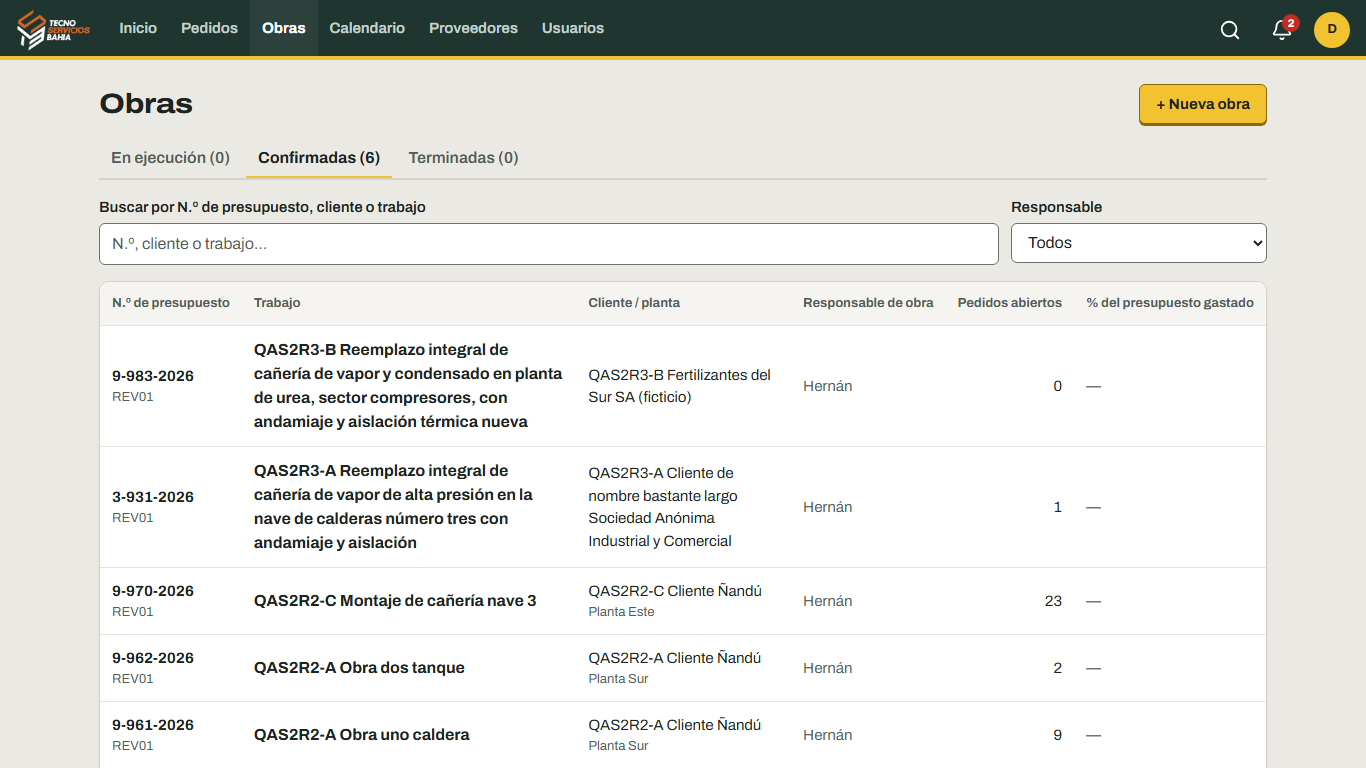 TECNO
SERVICIOS
BAHIA
Inicio Pedidos Obras Calendario Proveedores Usuarios
2
D
Obras
+ Nueva obra
En ejecución (0) Confirmadas (6) Terminadas (0)
Buscar por N.º de presupuesto, cliente o trabajo
Responsable
N.º, cliente o trabajo...
Todos
N.º de presupuesto Trabajo Cliente / planta Responsable de obra Pedidos abiertos % del presupuesto gastado
9-983-2026
REV01
QAS2R3-B Reemplazo integral de
cañería de vapor y condensado en planta
de urea, sector compresores, con
andamiaje y aislación térmica nueva
QAS2R3-B Fertilizantes del
Sur SA (ficticio)
Hernán
0
—
3-931-2026
REV01
QAS2R3-A Reemplazo integral de
cañería de vapor de alta presión en la
nave de calderas número tres con
andamiaje y aislación
QAS2R3-A Cliente de
nombre bastante largo
Sociedad Anónima
Industrial y Comercial
Hernán
1
—
9-970-2026
REV01
QAS2R2-C Montaje de cañería nave 3
QAS2R2-C Cliente Ñandú
Planta Este
Hernán
23
—
9-962-2026
REV01
QAS2R2-A Obra dos tanque
QAS2R2-A Cliente Ñandú
Planta Sur
Hernán
2
—
9-961-2026
REV01
QAS2R2-A Obra uno caldera
QAS2R2-A Cliente Ñandú
Planta Sur
Hernán
9
—